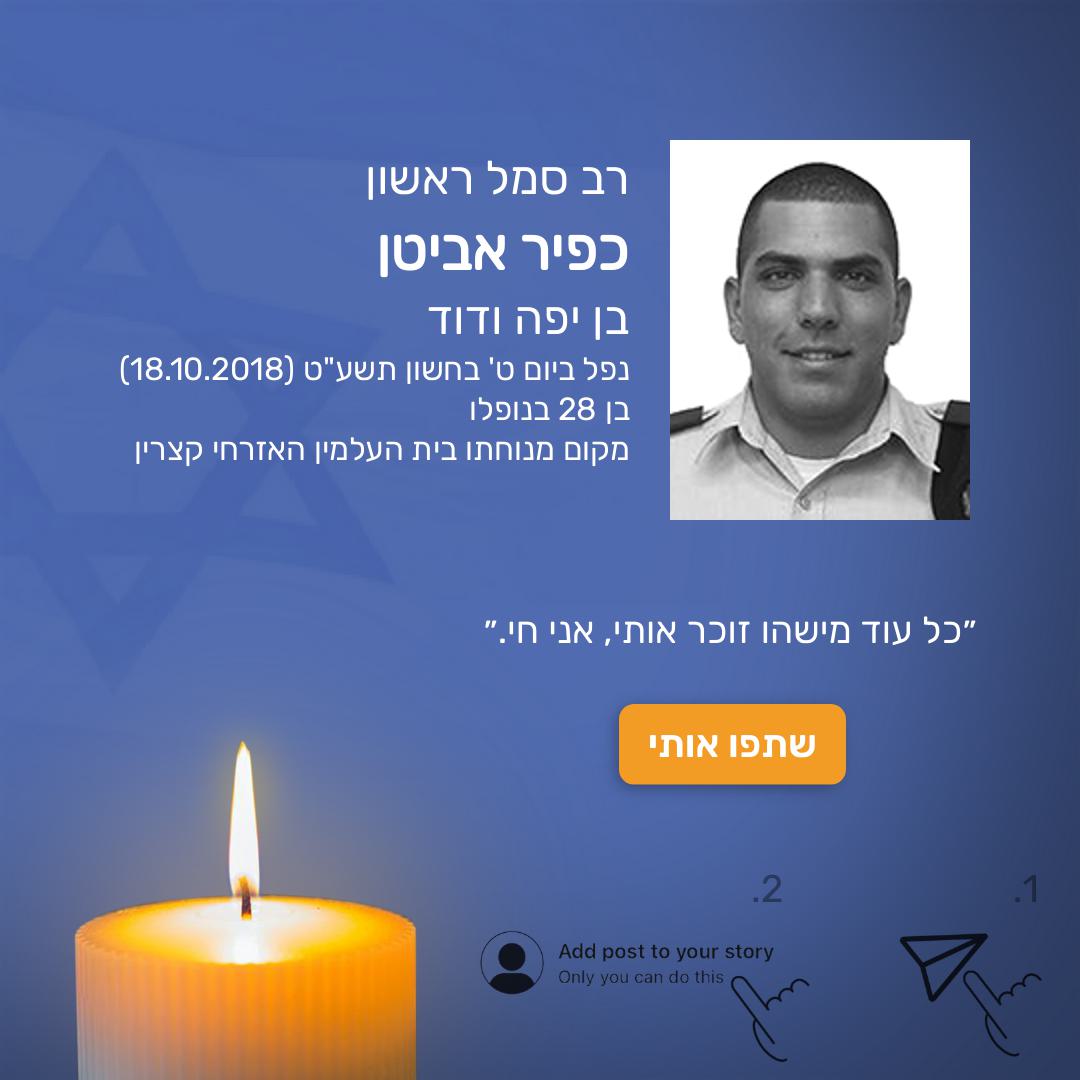 רב סמל ראשון
כפיר אביטן
בן יפה ודוד
נפל ביום ט' בחשון תשע"ט (18.10.2018)
בן 28 בנופלו
מקום מנוחתו בית העלמין האזרחי קצרין
״כל עוד מישהו זוכר אותי, אני חי.״
שתפו אותי
1.
2.
Add post to your story
Only you can do this